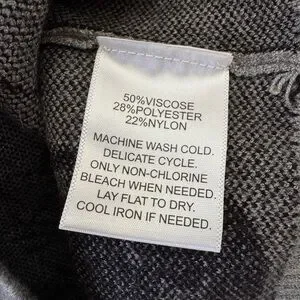 50%VISCOSE
28%POLYESTER
22%NYLON
MACHINE WASH COLD.
DELICATE CYCLE.
ONLY NON-CHLORINE
BLEACH WHEN NEEDED.
LAY FLAT TO DRY.
COOL IRON IF NEEDED.